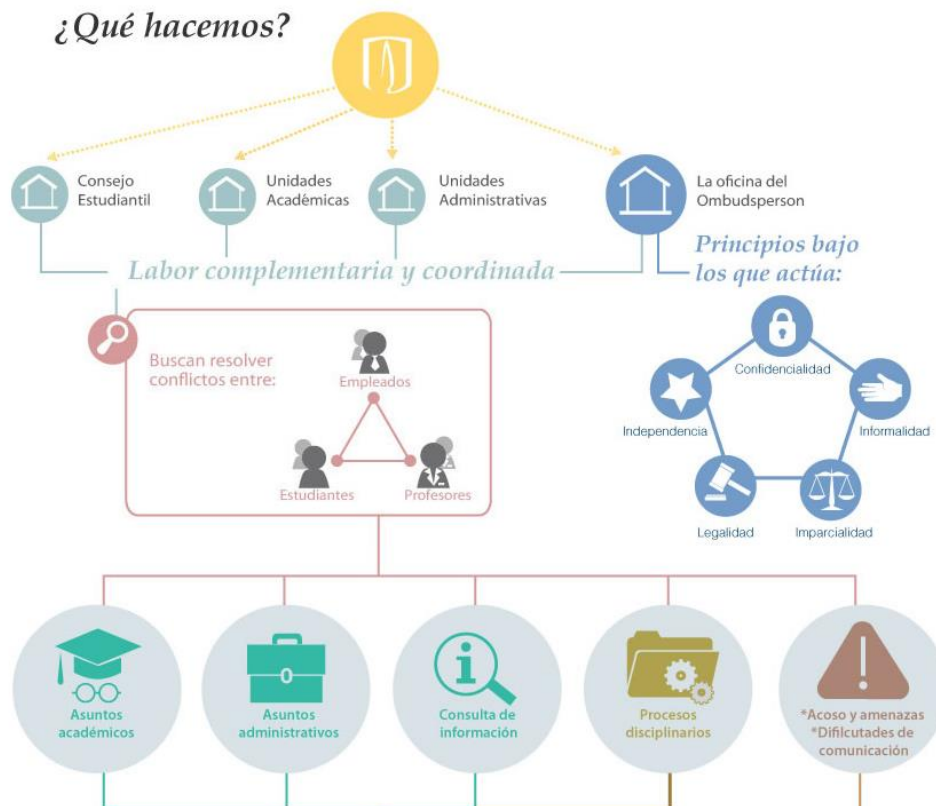 ¿Qué hacemos?
Consejo
Estudiantil
Unidades
Académicas
Unidades
Administrativas
La oficina del
Ombudsperson
Labor complementaria y coordinada
Principios bajo
los que actúa:
Buscan resolver
conflictos entre:
Empleados
Estudiantes
Profesores
Confidencialidad
Independencia
Informalidad
Legalidad
Imparcialidad
Asuntos
académicos
Asuntos
administrativos
Consulta de
información
Procesos
disciplinarios
*Acoso y amenazas
*Difilcutades de
comunicación